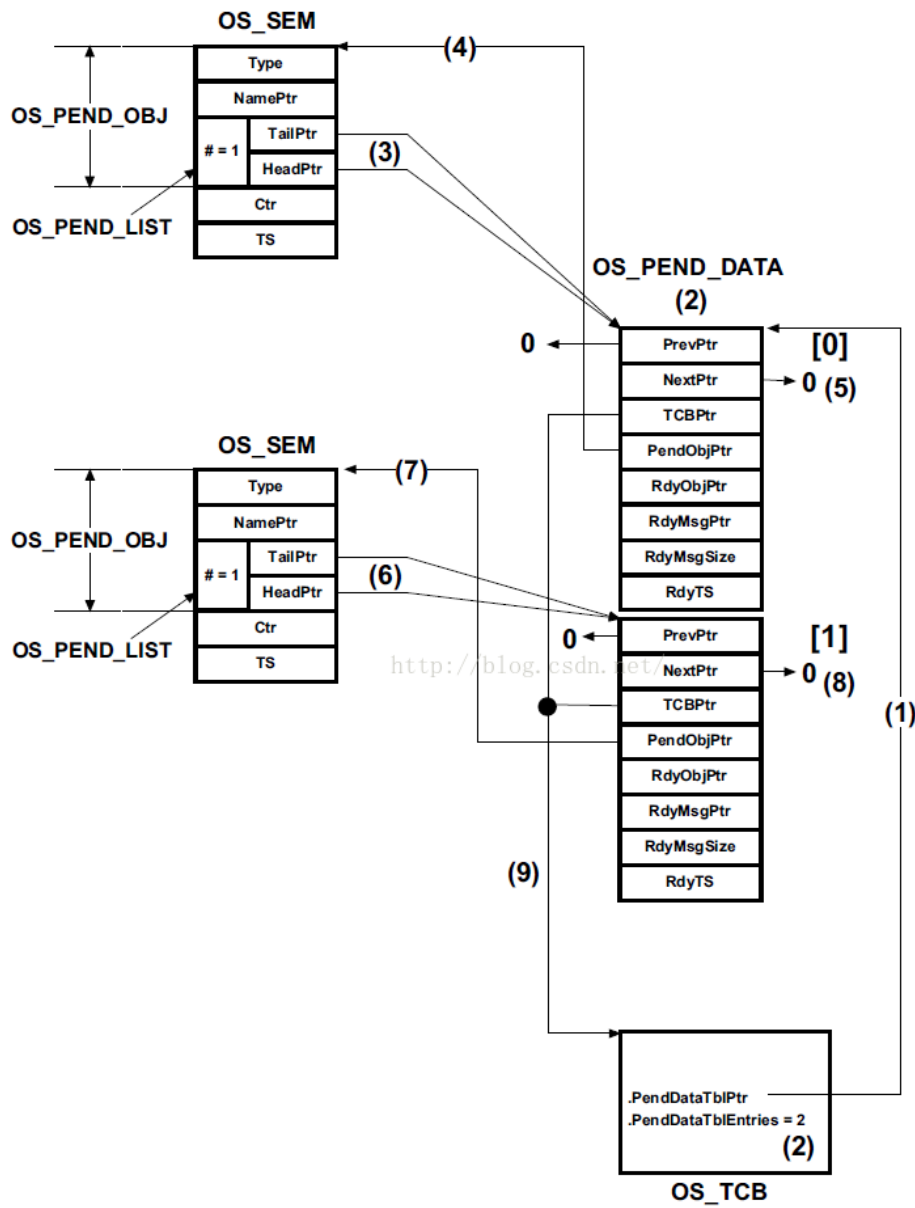 OS_SEM
(4)
Type
OS_PEND_OBJ
NamePtr
# = 1
TailPtr
HeadPtr
(3)
OS_PEND_LIST
Ctr
TS
OS_PEND_DATA
(2)
0
PrevPtr
[0]
NextPtr
0 (5)
TCBPtr
PendObjPtr
RdyObjPtr
RdyMsgPtr
RdyMsgSize
RdyTS
OS_SEM
(7)
Type
OS_PEND_OBJ
NamePtr
# = 1
TailPtr
HeadPtr
(6)
OS_PEND_LIST
Ctr
TS
0
PrevPtr
[1]
http://blog.csdn.net/
NextPtr
0 (8)
TCBPtr
(1)
PendObjPtr
RdyObjPtr
RdyMsgPtr
RdyMsgSize
RdyTS
(9)
.PendDataTblPtr
.PendDataTblEntries = 2
(2)
OS_TCB